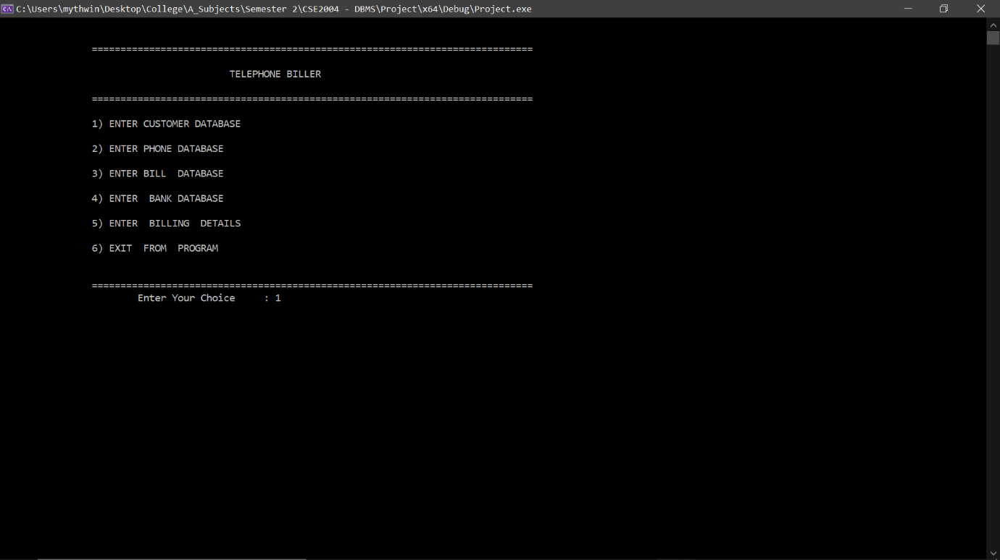 C:\Users\mythwin\Desktop\College\A_Subjects\Semester 2\CSE2004 - DBMS\Project\x64\Debug\Project.exe
=============================================================================
TELEPHONE BILLER
=============================================================================
1) ENTER CUSTOMER DATABASE
2) ENTER PHONE DATABASE
3) ENTER BILL  DATABASE
4) ENTER  BANK DATABASE
5) ENTER  BILLING  DETAILS
6) EXIT  FROM  PROGRAM
=============================================================================
Enter Your Choice     : 1